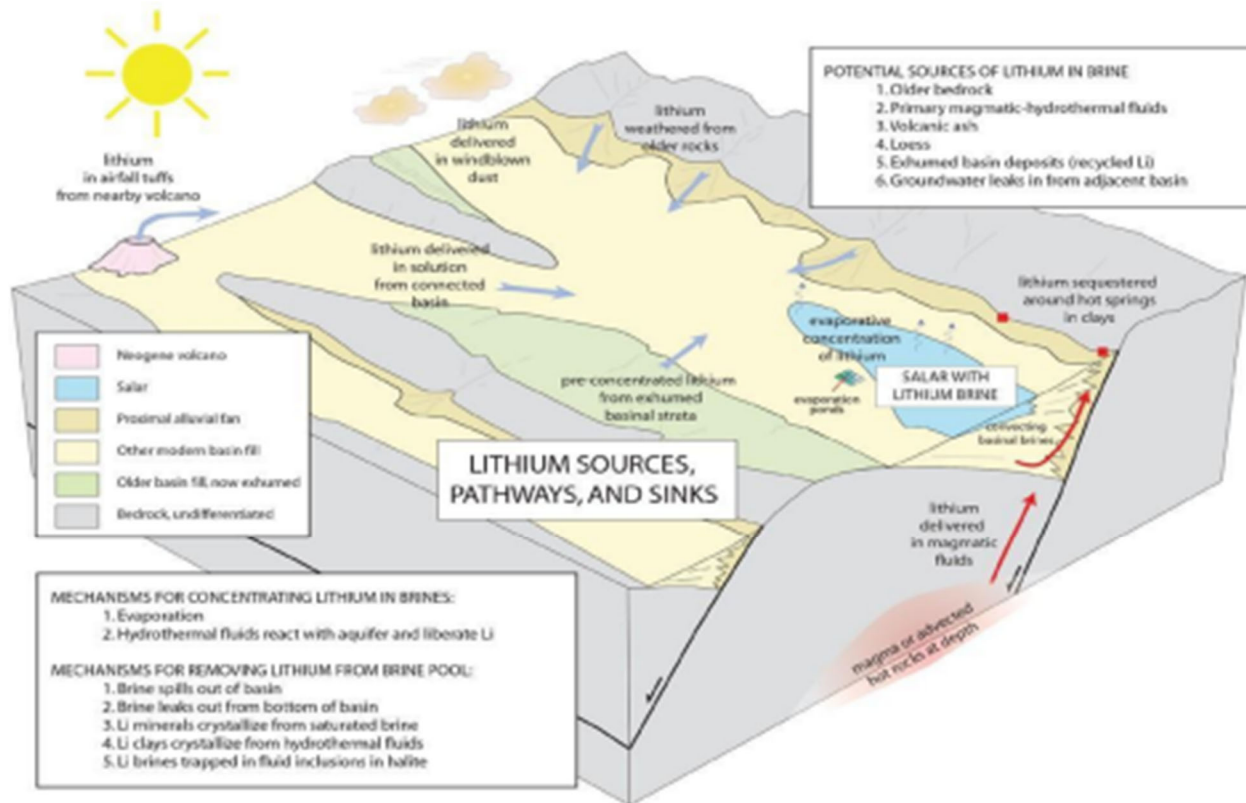 lithium
in airfall tuffs
from nearby volcano
lithium
delivered
in windblown
dust
lithium
weathered from
older rocks
POTENTIAL SOURCES OF LITHIUM IN BRINE
1. Older bedrock
2. Primary magmatic-hydrothermal fluids
3. Volcanic ash
4. Loess
5. Exhumed basin deposits (recycled Li)
6. Groundwater leaks in from adjacent basin
lithium delivered
in solution
from connected
basin
lithium sequestered
around hot springs
in clays
evaporative
concentration
of lithium
SALAR WITH
LITHIUM BRINE
evaporation
ponds
convecting
basinal brines
pre-concentrated lithium
from exhumed
basinal strata
Neogene volcano
Salar
Proximal alluvial fan
Other modern basin fill
Older basin fill, now exhumed
Bedrock, undifferentiated
LITHIUM SOURCES,
PATHWAYS, AND SINKS
lithium
delivered
in magmatic
fluids
magma or advected
hot rocks at depth
MECHANISMS FOR CONCENTRATING LITHIUM IN BRINES:
1. Evaporation
2. Hydrothermal fluids react with aquifer and liberate Li
MECHANISMS FOR REMOVING LITHIUM FROM BRINE POOL:
1. Brine spills out of basin
2. Brine leaks out from bottom of basin
3. Li minerals crystallize from saturated brine
4. Li clays crystallize from hydrothermal fluids
5. Li brines trapped in fluid inclusions in halite